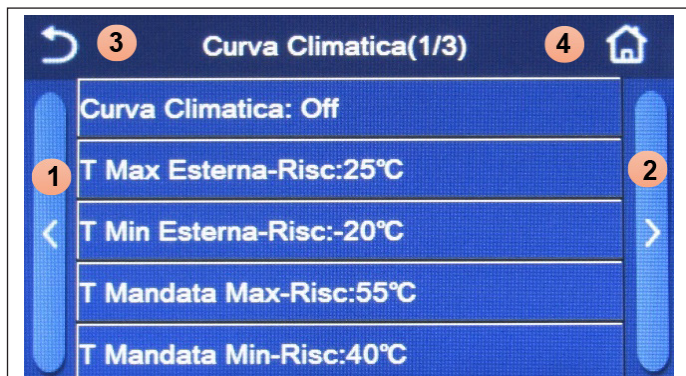 3 Curva Climatica(1/3) 4
Curva Climatica: Off
1 T Max Esterna-Risc:25℃ 2
T Min Esterna-Risc:-20℃
T Mandata Max-Risc:55℃
T Mandata Min-Risc:40℃